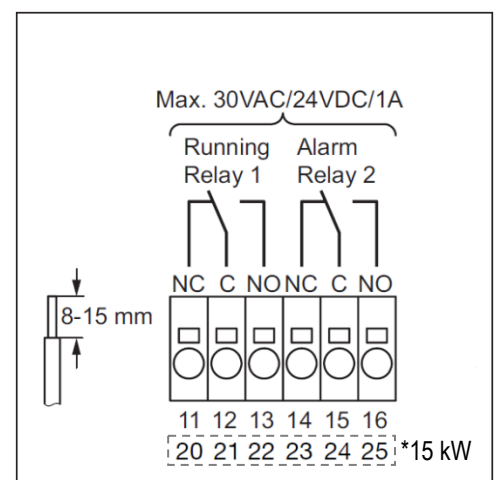 Max. 30VAC/24VDC/1A
Running Alarm
Relay 1 Relay 2
NC C NO NC C NO
8-15 mm
11 12 13 14 15 16
20 21 22 23 24 25 *15 kW